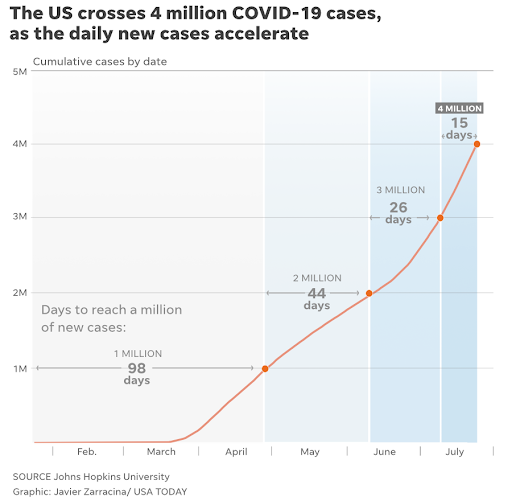 The US crosses 4 million COVID-19 cases,
as the daily new cases accelerate
Cumulative cases by date
5M
4 MILLION
15
days
4M
3 MILLION
26
days
3M
2 MILLION
44
days
2M
Days to reach a million
of new cases:
1 MILLION
98
days
1M
Feb. March April May June July
SOURCE Johns Hopkins University
Graphic: Javier Zarracina/ USA TODAY